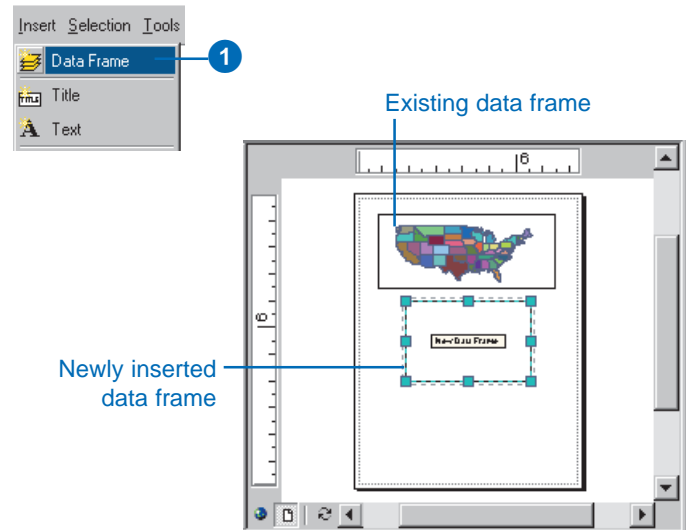 Insert Selection Tools
Data Frame
1
Title
Text
Existing data frame
6
6
New Data Frame
Newly inserted
data frame